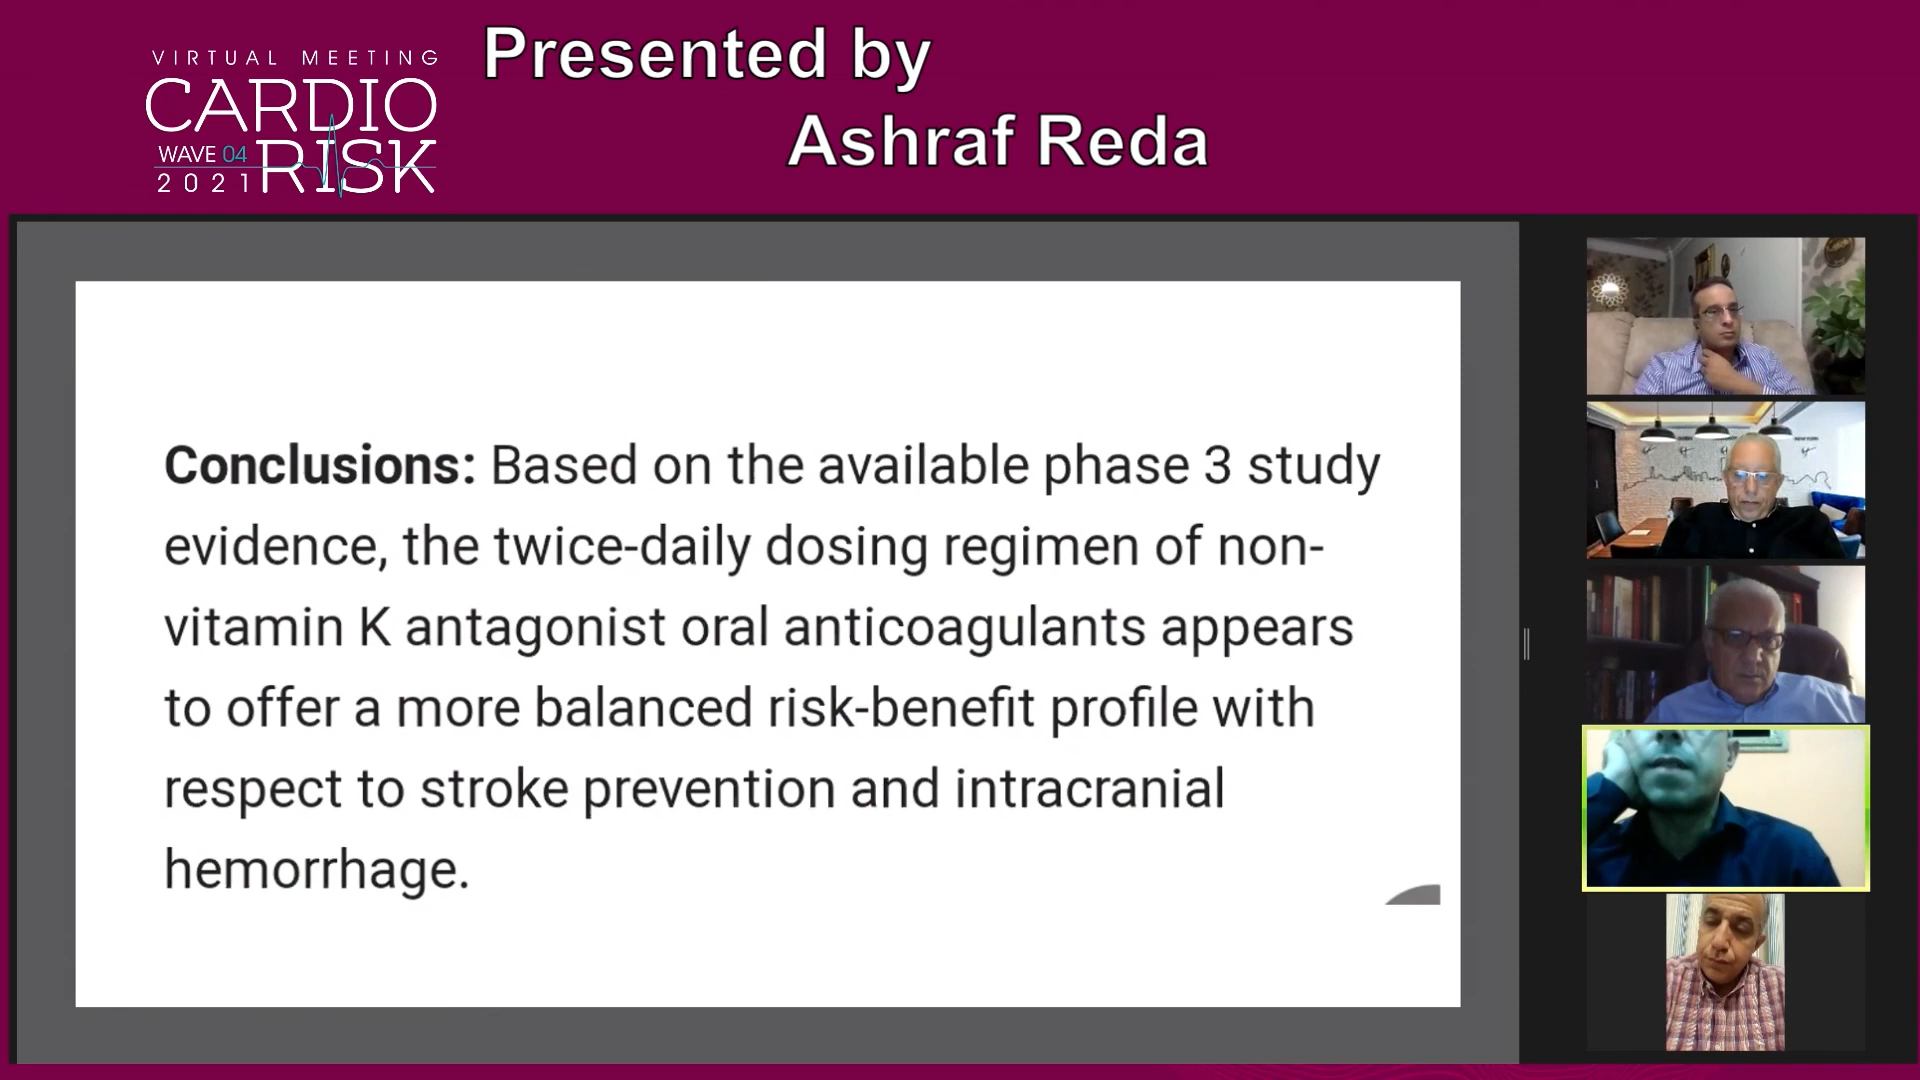 VIRTUAL MEETING
CARDIO
WAVE 04
RISK
2021
Presented by
Ashraf Reda
Conclusions: Based on the available phase 3 study
evidence, the twice-daily dosing regimen of non-
vitamin K antagonist oral anticoagulants appears
to offer a more balanced risk-benefit profile with
respect to stroke prevention and intracranial
hemorrhage.